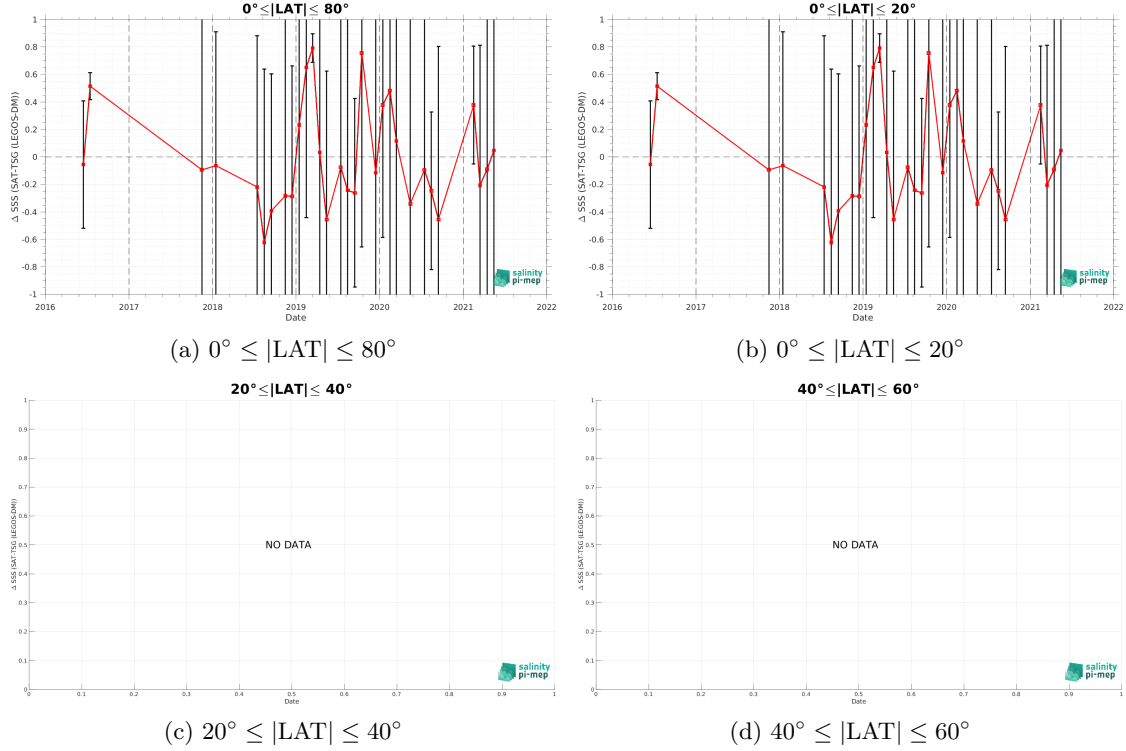 0°≤|LAT|≤ 80°
1
0.8
0.6
0.4
0.2
0
-0.2
-0.4
-0.6
-0.8
-1
Δ SSS (SAT-TSG (LEGOS-DM))
2016 2017 2018 2019 2020 2021 2022
Date
salinity
pi-mep
(a) 0° ≤ |LAT| ≤ 80°
0°≤|LAT|≤ 20°
1
0.8
0.6
0.4
0.2
0
-0.2
-0.4
-0.6
-0.8
-1
Δ SSS (SAT-TSG (LEGOS-DM))
2016 2017 2018 2019 2020 2021 2022
Date
salinity
pi-mep
(b) 0° ≤ |LAT| ≤ 20°
20°≤|LAT|≤ 40°
1
0.9
0.8
0.7
0.6
0.5
0.4
0.3
0.2
0.1
0
Δ SSS (SAT-TSG (LEGOS-DM))
NO DATA
0 0.1 0.2 0.3 0.4 0.5 0.6 0.7 0.8 0.9 1
Date
salinity
pi-mep
(c) 20° ≤ |LAT| ≤ 40°
40°≤|LAT|≤ 60°
1
0.9
0.8
0.7
0.6
0.5
0.4
0.3
0.2
0.1
0
Δ SSS (SAT-TSG (LEGOS-DM))
NO DATA
0 0.1 0.2 0.3 0.4 0.5 0.6 0.7 0.8 0.9 1
Date
salinity
pi-mep
(d) 40° ≤ |LAT| ≤ 60°